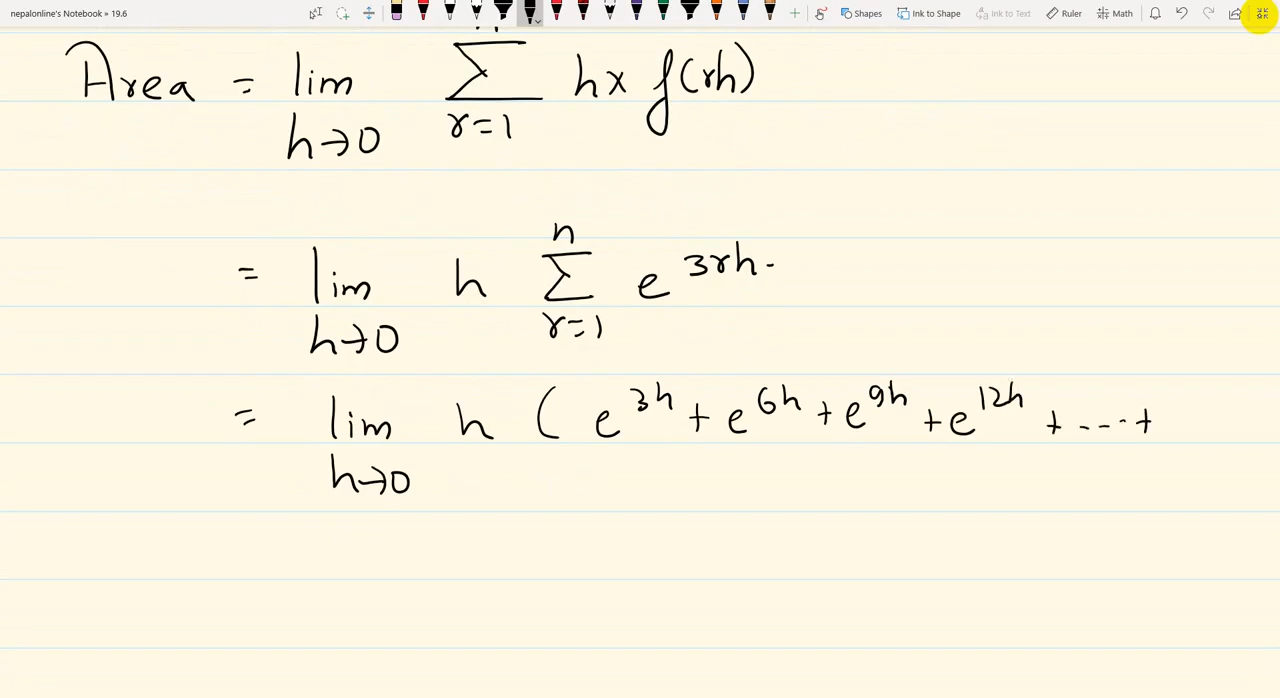 nepalonline's Notebook » 19.6
Shapes Ink to Shape Ink to Text Ruler Math
Area = lim Σ h× f(rh)
h→0 r=1
n
= lim h Σ e^3rh.
h→0 r=1
= lim h ( e^3h + e^6h + e^9h + e^12h + ---- +
h→0